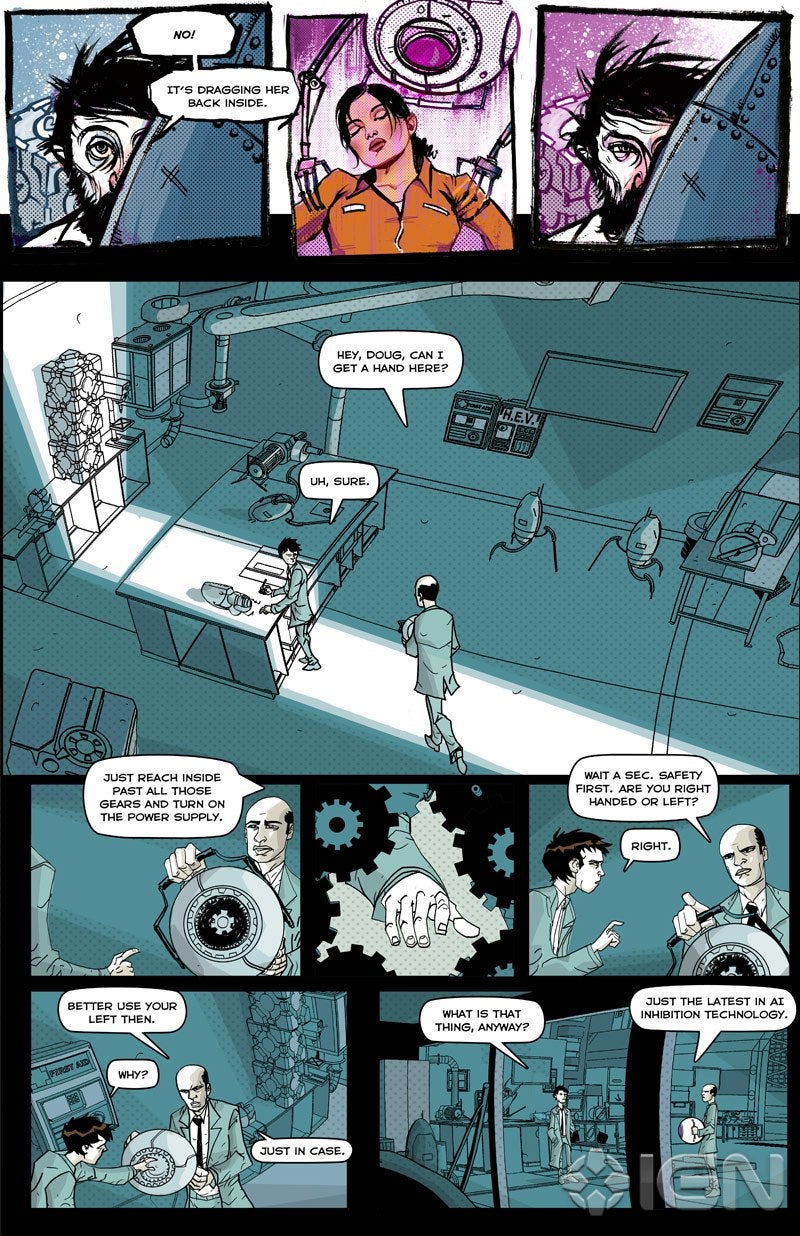 NO!
IT'S DRAGGING HER
BACK INSIDE.
HEY, DOUG, CAN I
GET A HAND HERE?
FIRST AID
H.E.V.
UH, SURE.
JUST REACH INSIDE
PAST ALL THOSE
GEARS AND TURN ON
THE POWER SUPPLY.
WAIT A SEC. SAFETY
FIRST. ARE YOU RIGHT
HANDED OR LEFT?
RIGHT.
BETTER USE YOUR
LEFT THEN.
WHY?
FIRST AID
JUST IN CASE.
WHAT IS THAT
THING, ANYWAY?
JUST THE LATEST IN AI
INHIBITION TECHNOLOGY.
IGN